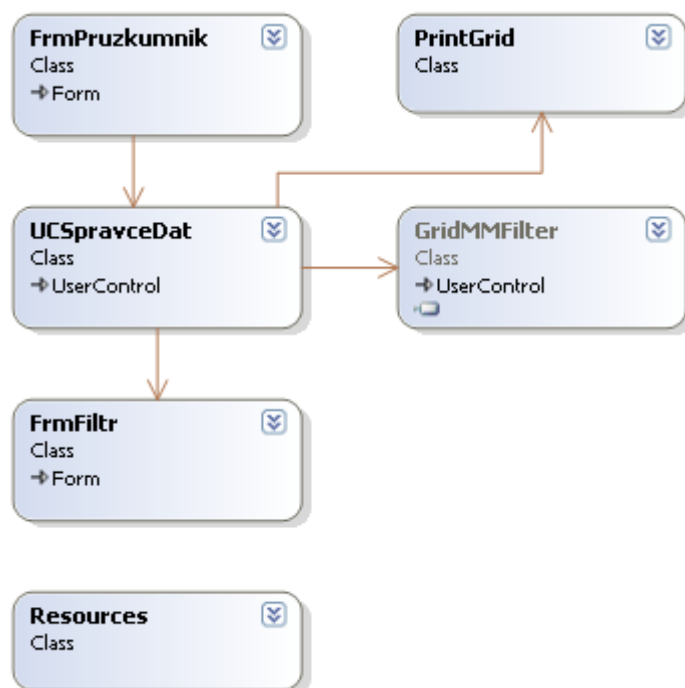 FrmPruzkumnik
Class
Form
PrintGrid
Class
UCSpravceDat
Class
UserControl
GridMMFilter
Class
UserControl
FrmFiltr
Class
Form
Resources
Class